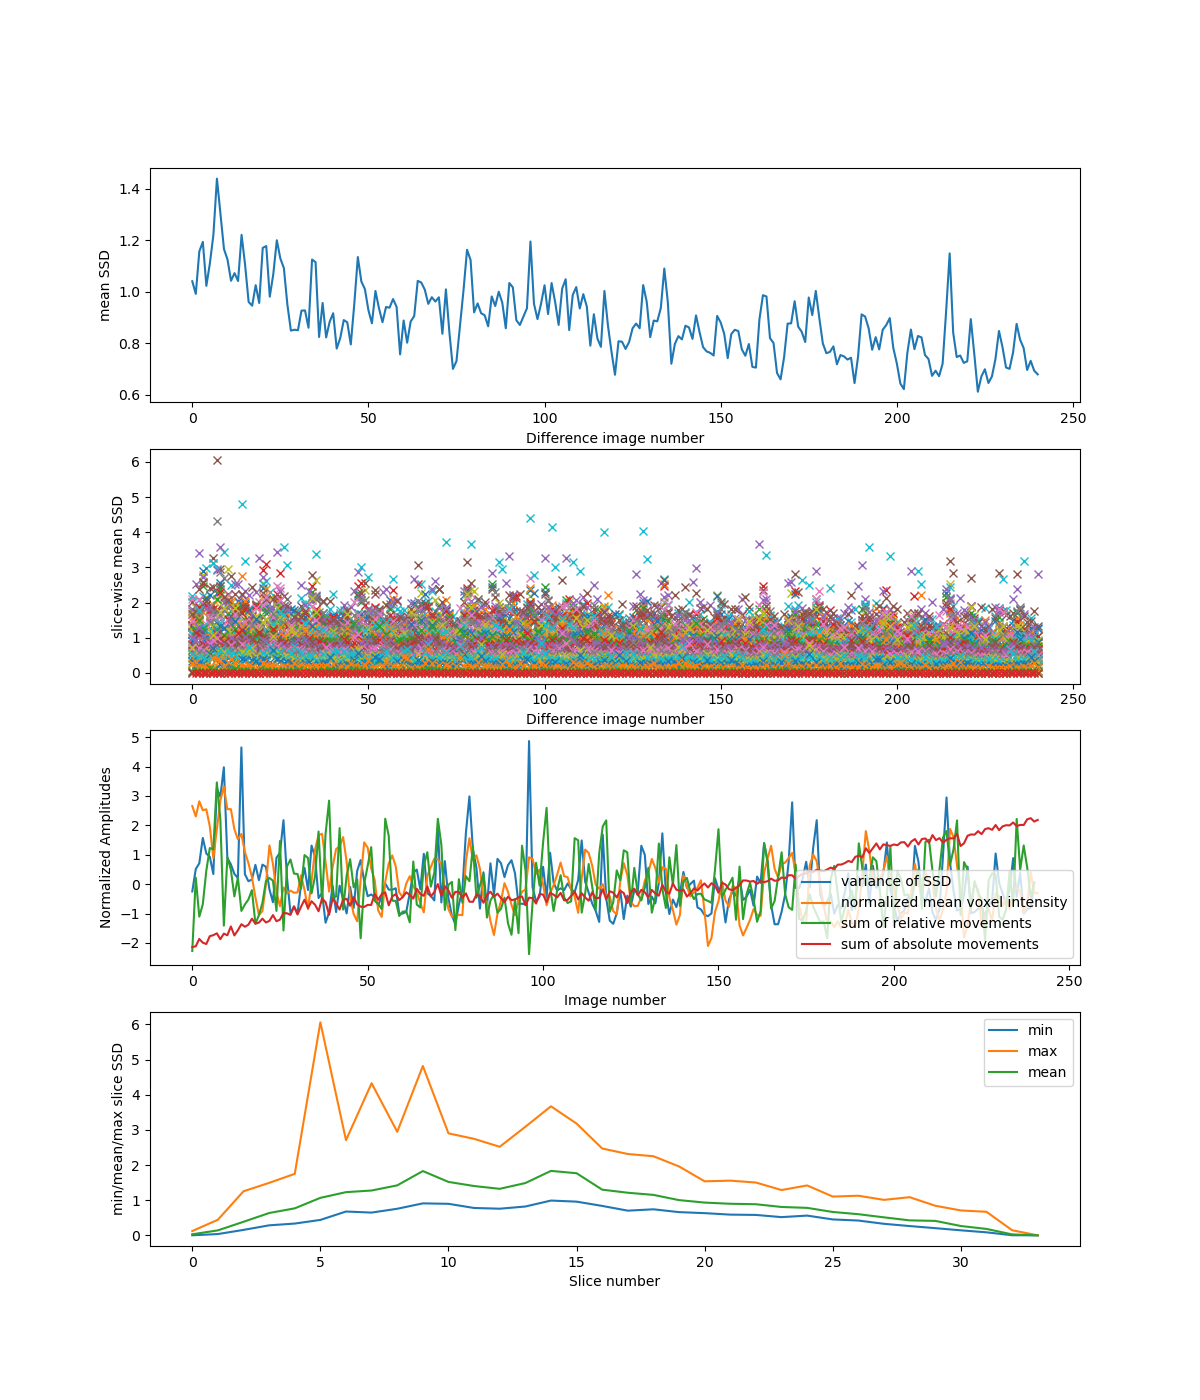 mean SSD
1.4
1.2
1.0
0.8
0.6
0 50 100 150 200 250
Difference image number
slice-wise mean SSD
6
5
4
3
2
1
0
0 50 100 150 200 250
Difference image number
Normalized Amplitudes
5
4
3
2
1
0
−1
−2
variance of SSD
normalized mean voxel intensity
sum of relative movements
sum of absolute movements
0 50 100 150 200 250
Image number
min/mean/max slice SSD
6
5
4
3
2
1
0
min
max
mean
0 5 10 15 20 25 30
Slice number